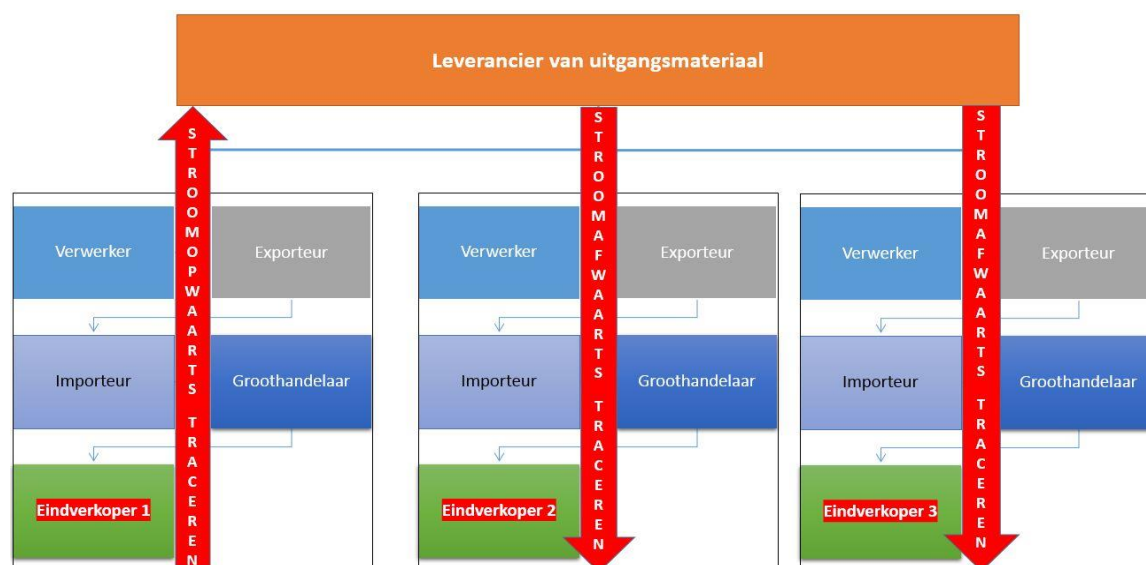 Leverancier van uitgangsmateriaal
STROOMOPWAARTS TRACEREN
STROOMAFWAARTS TRACEREN
STROOMAFWAARTS TRACEREN
Verwerker
Exporteur
Verwerker
Exporteur
Verwerker
Exporteur
Importeur
Groothandelaar
Importeur
Groothandelaar
Importeur
Groothandelaar
Eindverkoper 1
Eindverkoper 2
Eindverkoper 3